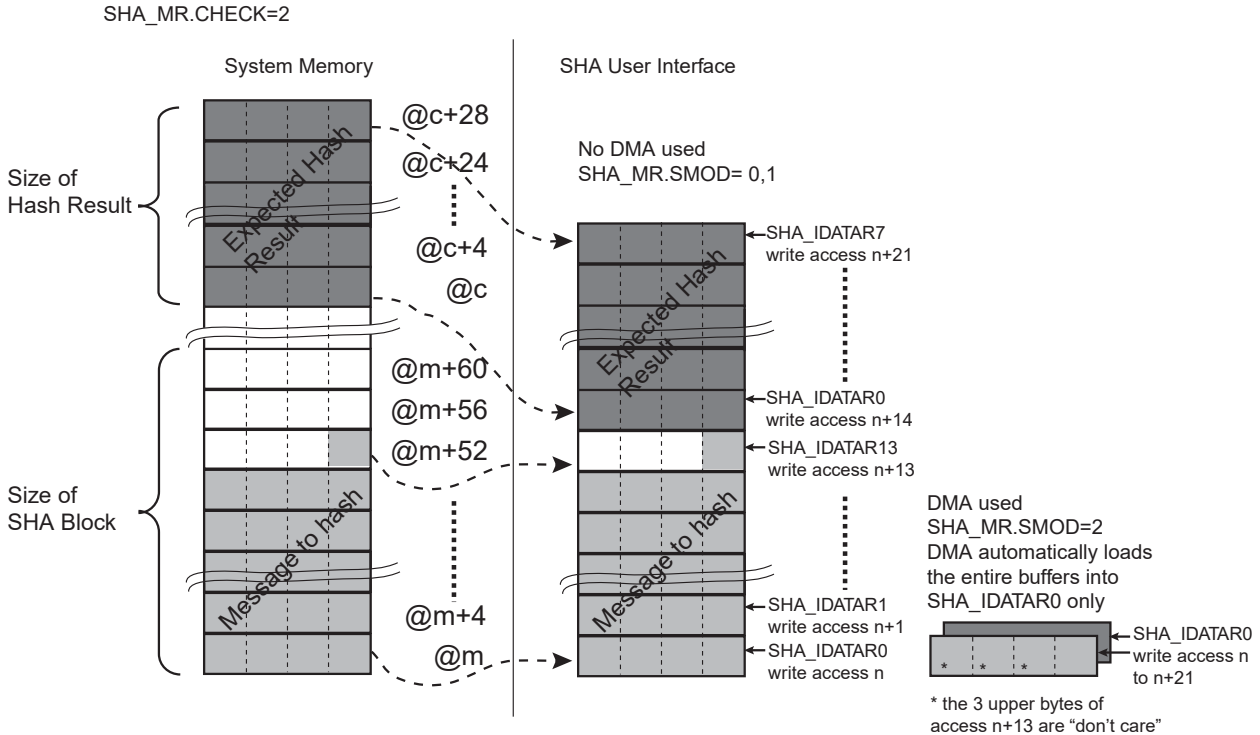 SHA_MR.CHECK=2
System Memory
SHA User Interface
Size of
Hash Result
Expected Hash
Result
@c+28
@c+24
@c+4
@c
@m+60
@m+56
@m+52
Size of
SHA Block
Message to hash
@m+4
@m
No DMA used
SHA_MR.SMOD= 0,1
Expected Hash
Result
SHA_IDATAR7
write access n+21
SHA_IDATAR0
write access n+14
SHA_IDATAR13
write access n+13
Message to hash
SHA_IDATAR1
write access n+1
SHA_IDATAR0
write access n
DMA used
SHA_MR.SMOD=2
DMA automatically loads
the entire buffers into
SHA_IDATAR0 only
* * *
SHA_IDATAR0
write access n
to n+21
* the 3 upper bytes of
access n+13 are “don’t care”